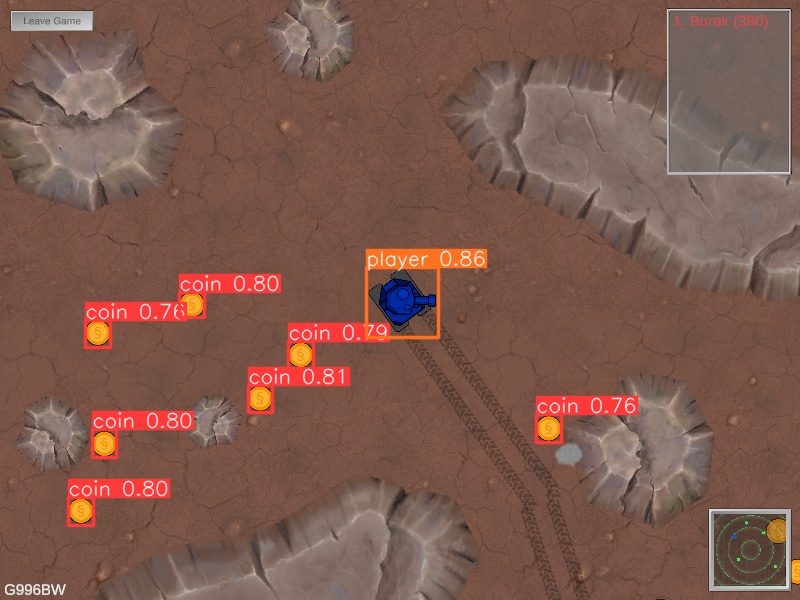 Leave Game
1. Burak (390)
player 0.86
coin 0.80
coin 0.76
coin 0.79
coin 0.81
coin 0.76
coin 0.80
coin 0.80
G996BW